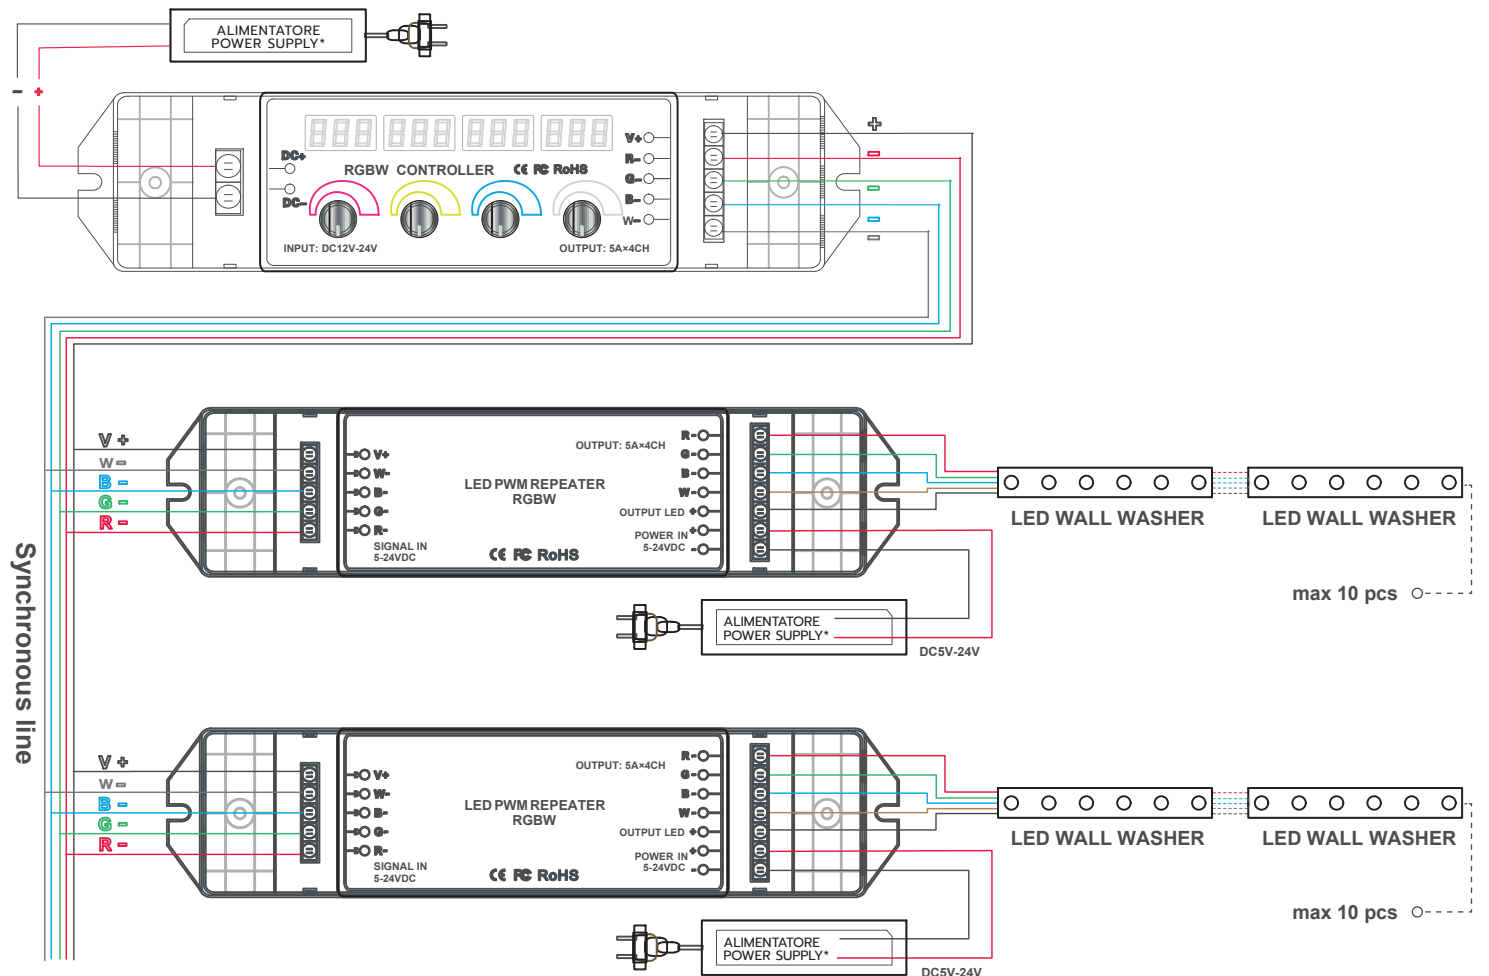 ALIMENTATORE
POWER SUPPLY*
- +
888 888 888 888
DC+
DC-
RGBW CONTROLLER CE FC RoHS
V+
R-
G-
B-
W-
INPUT: DC12V-24V
OUTPUT: 5A×4CH
+
-
-
-
-
Synchronous line
V +
W -
B -
G -
R -
V+
W-
B-
G-
R-
SIGNAL IN
5-24VDC
LED PWM REPEATER
RGBW
CE FC RoHS
OUTPUT: 5A×4CH
R-
G-
B-
W-
OUTPUT LED +
POWER IN +
5-24VDC -
LED WALL WASHER
LED WALL WASHER
max 10 pcs
ALIMENTATORE
POWER SUPPLY*
DC5V-24V
V +
W -
B -
G -
R -
V+
W-
B-
G-
R-
SIGNAL IN
5-24VDC
LED PWM REPEATER
RGBW
CE FC RoHS
OUTPUT: 5A×4CH
R-
G-
B-
W-
OUTPUT LED +
POWER IN +
5-24VDC -
LED WALL WASHER
LED WALL WASHER
max 10 pcs
ALIMENTATORE
POWER SUPPLY*
DC5V-24V